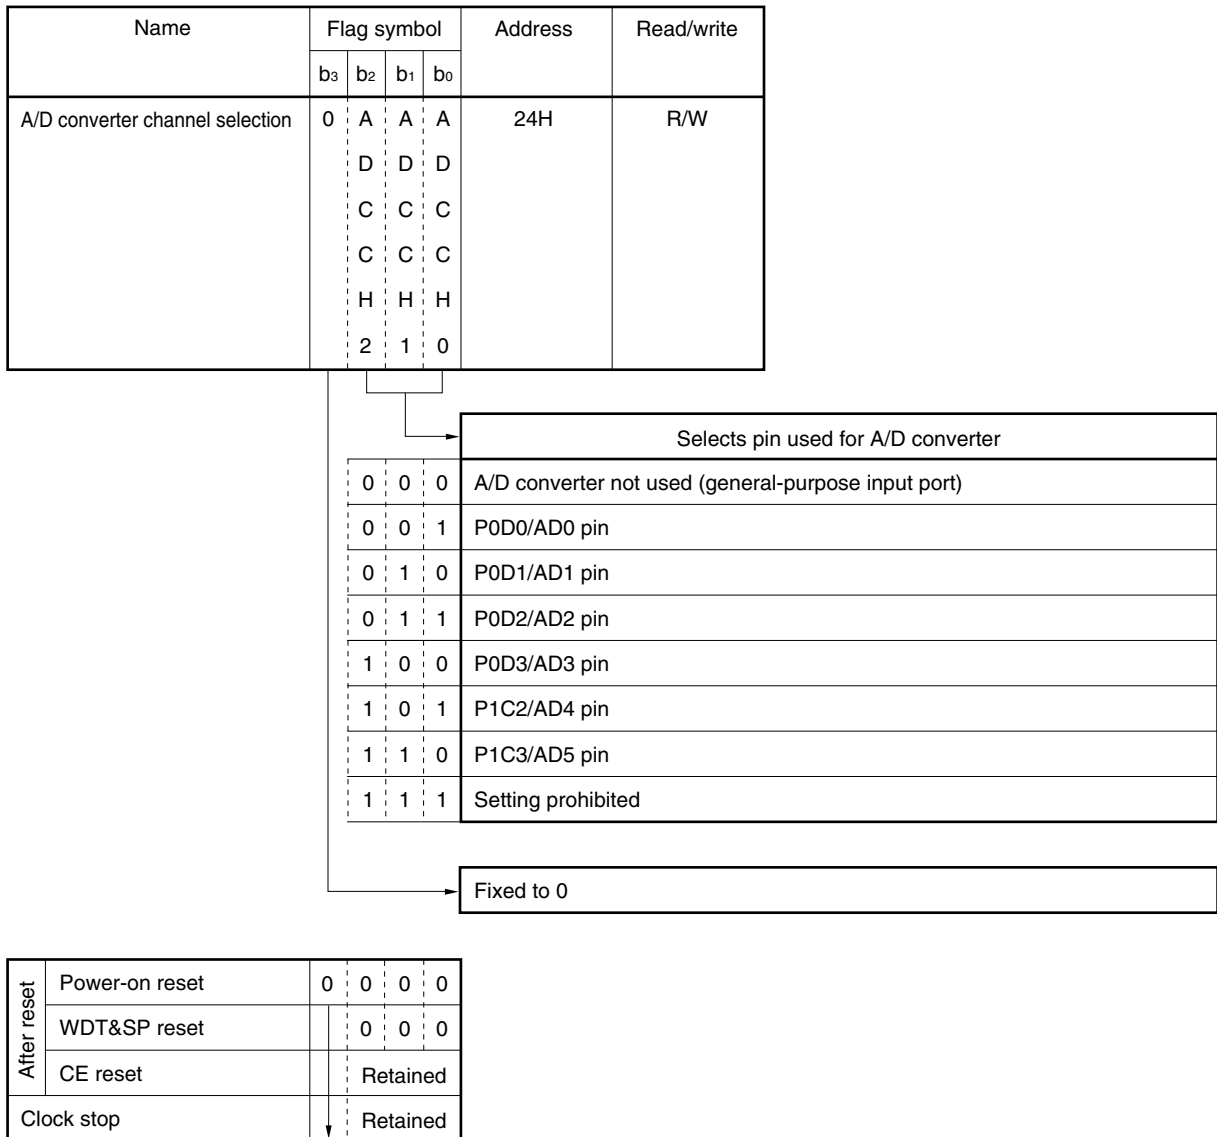 Name Flag symbol Address Read/write
b3 b2 b1 b0
A/D converter channel selection 0 A A A 24H R/W
D D D
C C C
C C C
H H H
2 1 0
Selects pin used for A/D converter
0 0 0 A/D converter not used (general-purpose input port)
0 0 1 P0D0/AD0 pin
0 1 0 P0D1/AD1 pin
0 1 1 P0D2/AD2 pin
1 0 0 P0D3/AD3 pin
1 0 1 P1C2/AD4 pin
1 1 0 P1C3/AD5 pin
1 1 1 Setting prohibited
Fixed to 0
After reset
Power-on reset 0 0 0 0
WDT&SP reset 0 0 0
CE reset Retained
Clock stop Retained